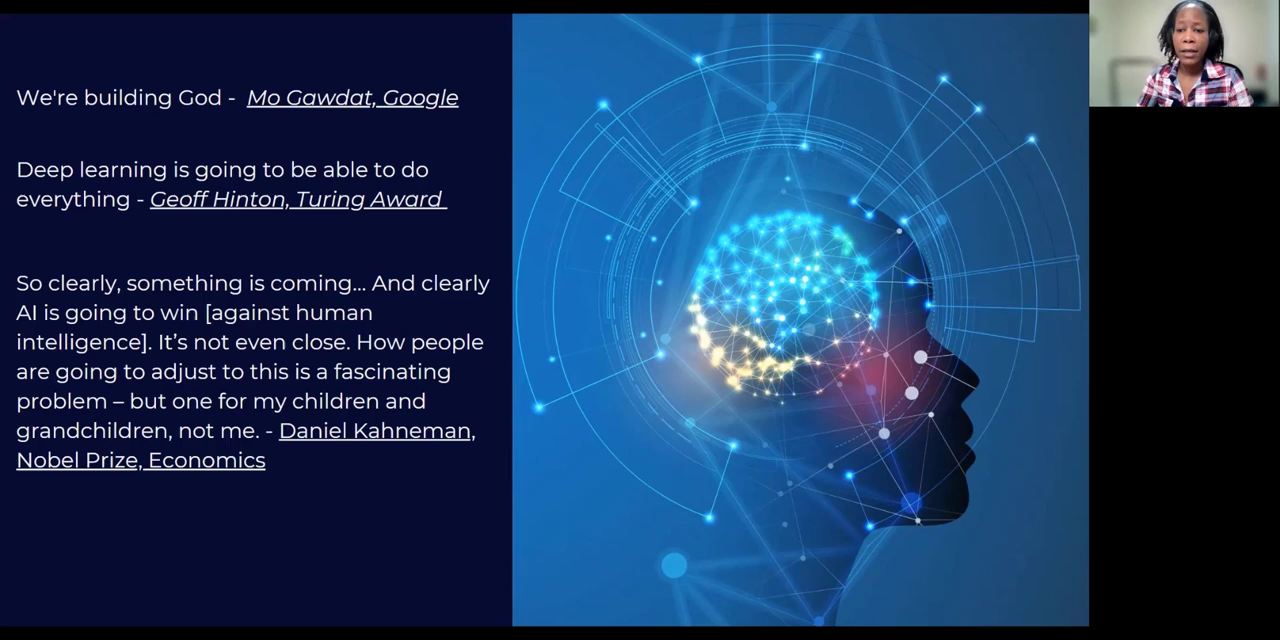 We're building God - Mo Gawdat, Google
Deep learning is going to be able to do
everything - Geoff Hinton, Turing Award
So clearly, something is coming... And clearly
AI is going to win [against human
intelligence]. It’s not even close. How people
are going to adjust to this is a fascinating
problem – but one for my children and
grandchildren, not me. - Daniel Kahneman,
Nobel Prize, Economics